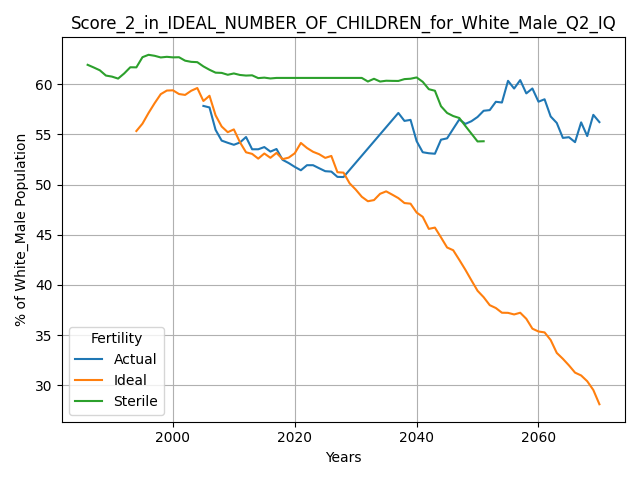 Score_2_in_IDEAL_NUMBER_OF_CHILDREN_for_White_Male_Q2_IQ
% of White_Male Population
60
55
50
45
40
35
30
Fertility
Actual
Ideal
Sterile
2000 2020 2040 2060
Years